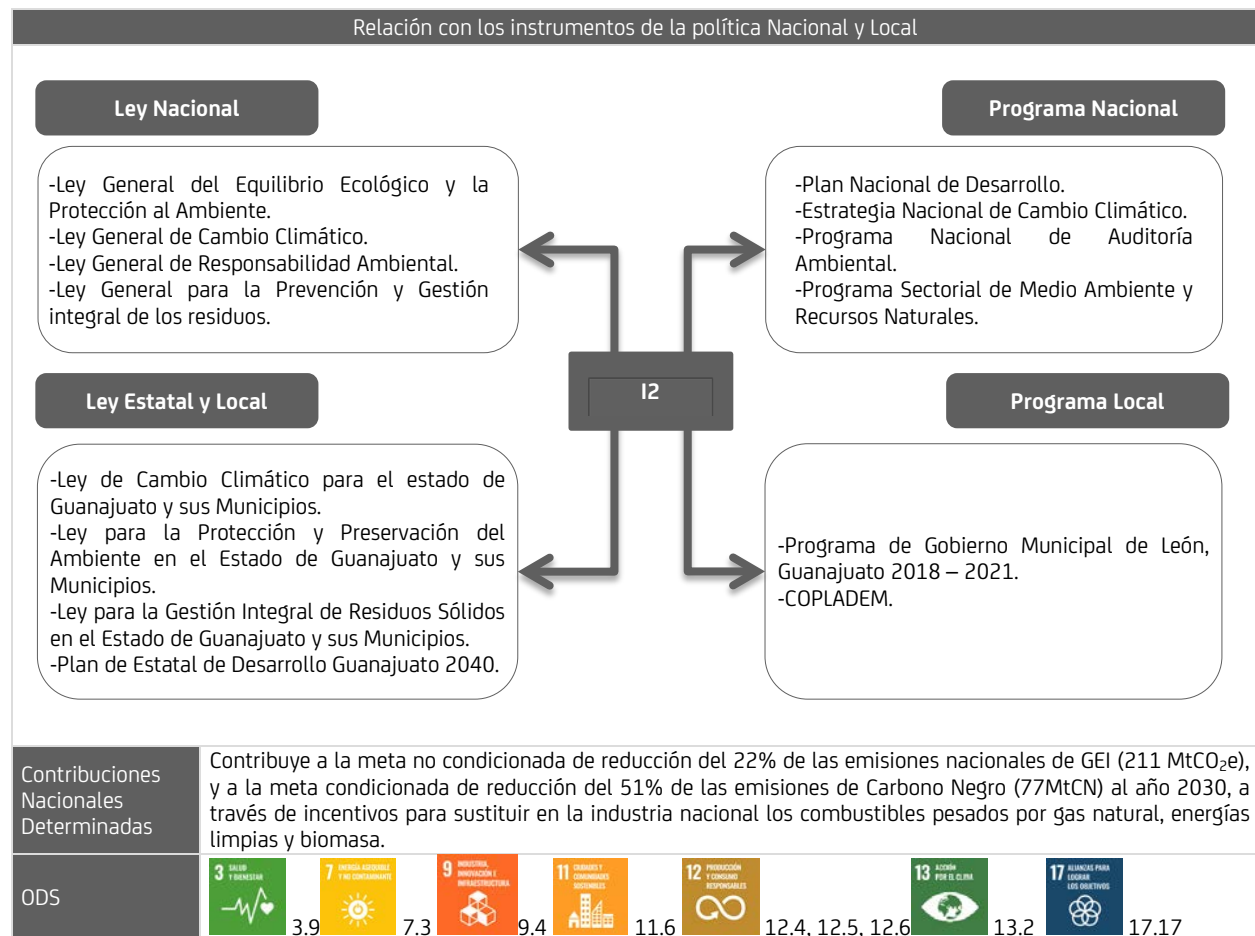 Relación con los instrumentos de la política Nacional y Local
Ley Nacional
-Ley General del Equilibrio Ecológico y la
Protección al Ambiente.
-Ley General de Cambio Climático.
-Ley General de Responsabilidad Ambiental.
-Ley General para la Prevención y Gestión
integral de los residuos.
Programa Nacional
-Plan Nacional de Desarrollo.
-Estrategia Nacional de Cambio Climático.
-Programa Nacional de Auditoría
Ambiental.
-Programa Sectorial de Medio Ambiente y
Recursos Naturales.
I2
Ley Estatal y Local
-Ley de Cambio Climático para el estado de
Guanajuato y sus Municipios.
-Ley para la Protección y Preservación del
Ambiente en el Estado de Guanajuato y sus
Municipios.
-Ley para la Gestión Integral de Residuos Sólidos
en el Estado de Guanajuato y sus Municipios.
-Plan de Estatal de Desarrollo Guanajuato 2040.
Programa Local
-Programa de Gobierno Municipal de León,
Guanajuato 2018 – 2021.
-COPLADEM.
Contribuciones
Nacionales
Determinadas
Contribuye a la meta no condicionada de reducción del 22% de las emisiones nacionales de GEI (211 MtCO₂e),
y a la meta condicionada de reducción del 51% de las emisiones de Carbono Negro (77MtCN) al año 2030, a
través de incentivos para sustituir en la industria nacional los combustibles pesados por gas natural, energías
limpias y biomasa.
ODS
3 SALUD
Y BIENESTAR
3.9
7 ENERGÍA ASEQUIBLE
Y NO CONTAMINANTE
7.3
9 INDUSTRIA,
INNOVACIÓN E
INFRAESTRUCTURA
9.4
11 CIUDADES Y
COMUNIDADES
SOSTENIBLES
11.6
12 PRODUCCIÓN
Y CONSUMO
RESPONSABLES
12.4, 12.5, 12.6
13 ACCIÓN
POR EL CLIMA
13.2
17 ALIANZAS PARA
LOGRAR
LOS OBJETIVOS
17.17